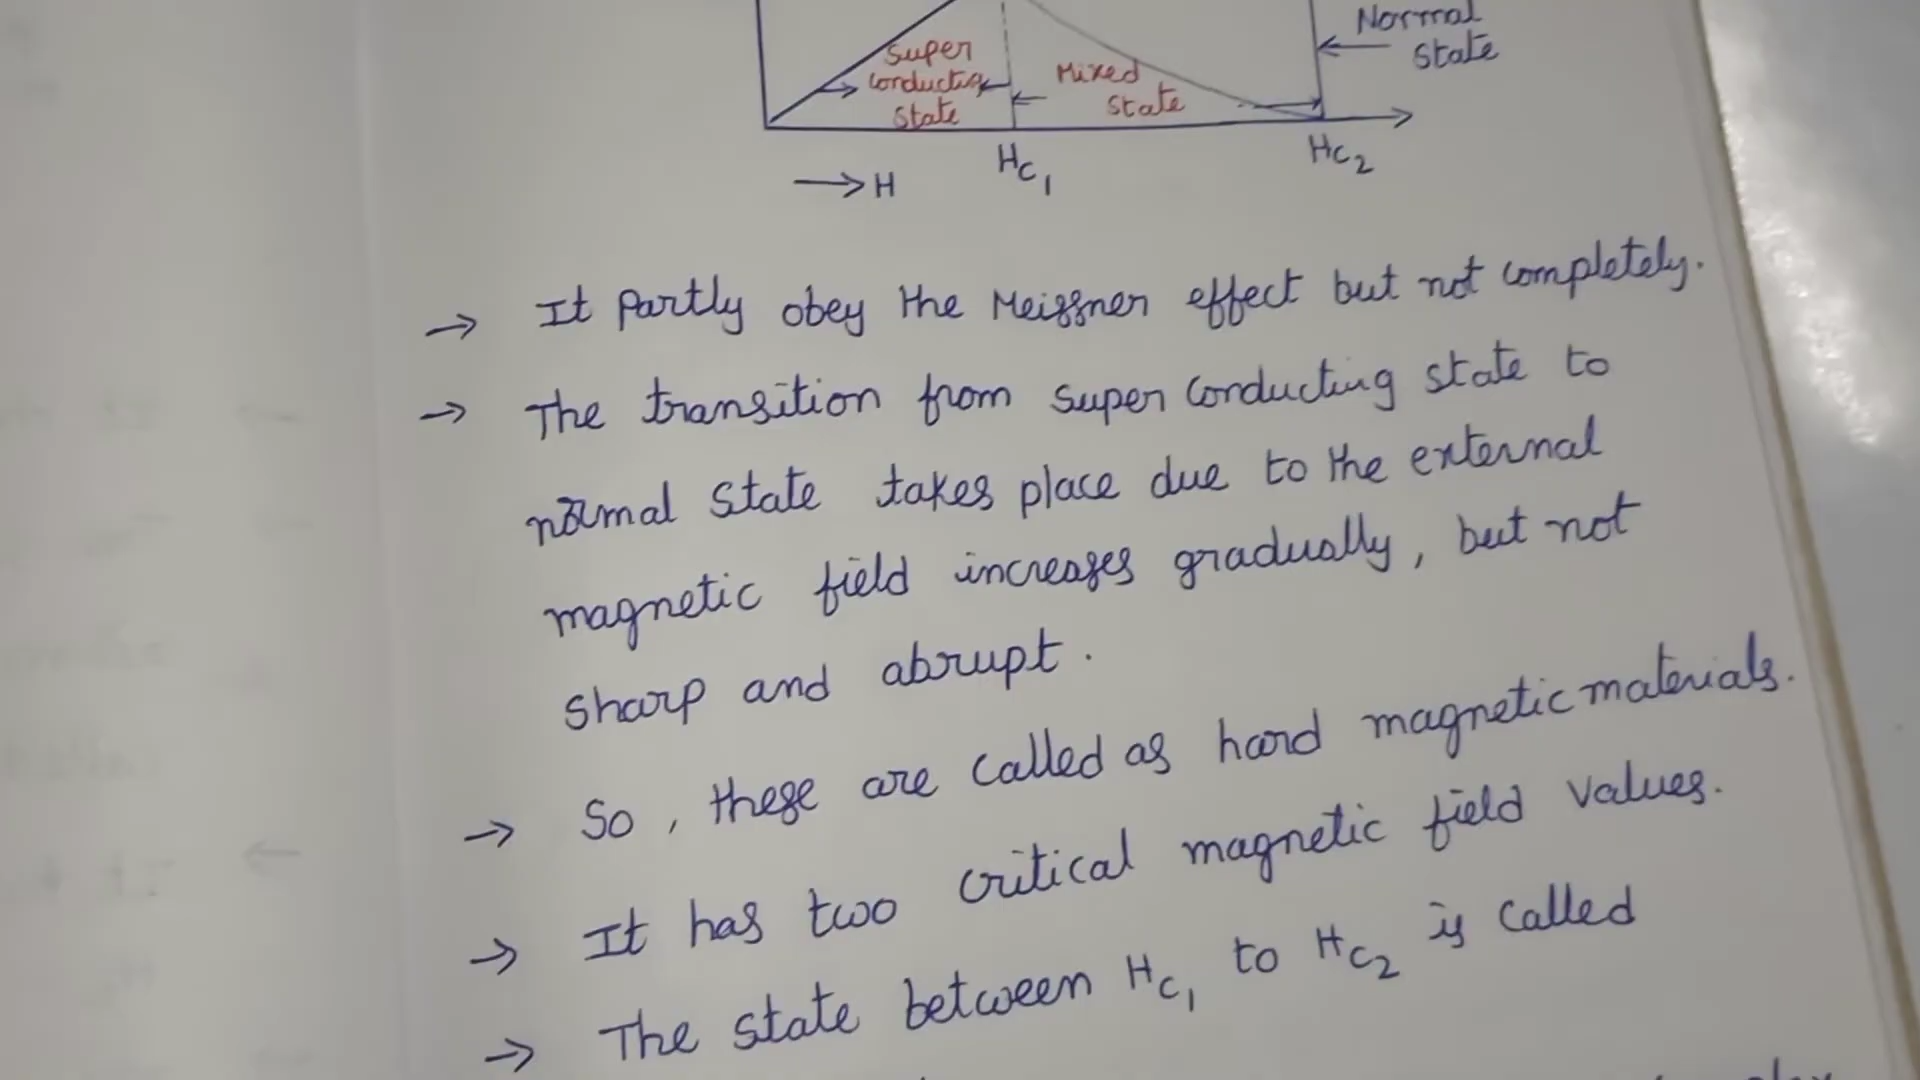 Normal
state
super
conducting
state
Mixed
state
Hc1
Hc2
→ H
→ It Partly obey the Meissner effect but not completely.
→ The transition from super conducting state to
normal state takes place due to the external
magnetic field increases gradually, but not
sharp and abrupt.
→ So, these are called as hard magnetic materials.
→ It has two critical magnetic field values.
→ The state between Hc1 to Hc2 is called